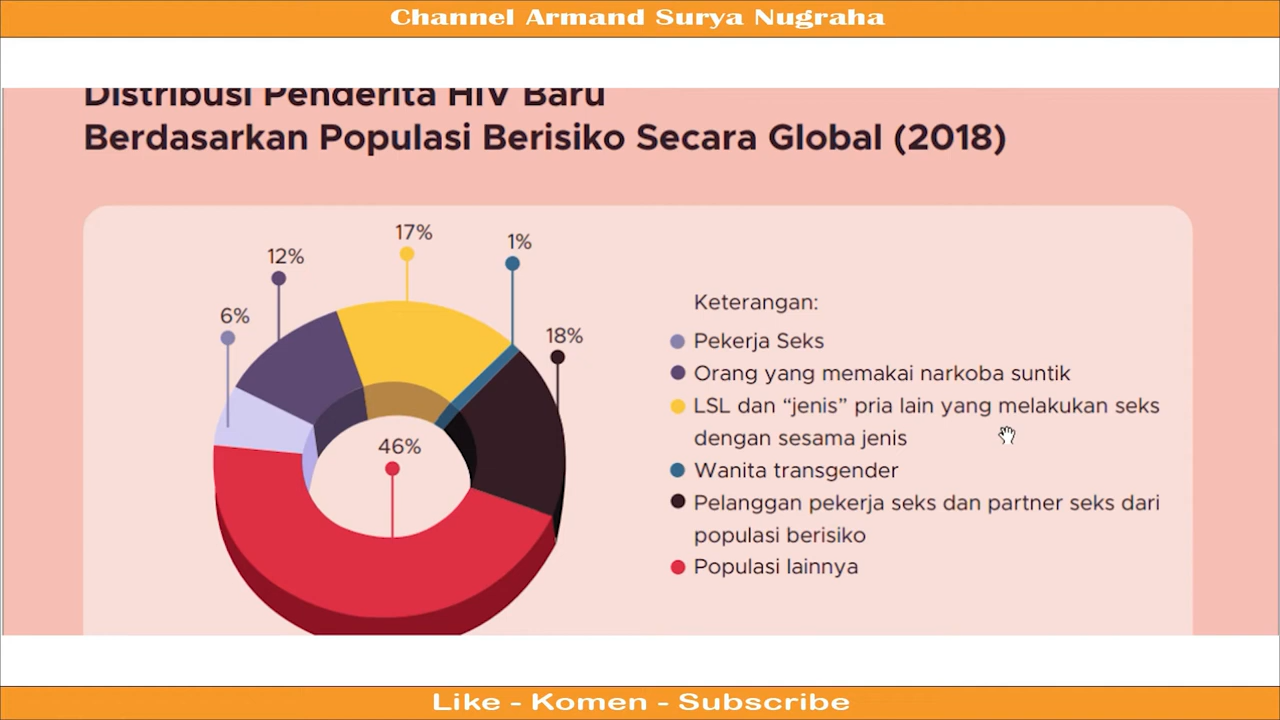 Channel Armand Surya Nugraha
Distribusi Penderita HIV Baru
Berdasarkan Populasi Berisiko Secara Global (2018)
17%
1%
12%
6%
18%
46%
Keterangan:
Pekerja Seks
Orang yang memakai narkoba suntik
LSL dan “jenis” pria lain yang melakukan seks
dengan sesama jenis
Wanita transgender
Pelanggan pekerja seks dan partner seks dari
populasi berisiko
Populasi lainnya
Like - Komen - Subscribe